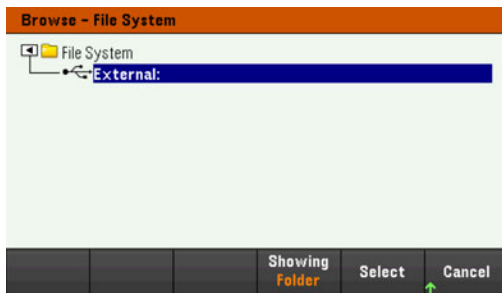 Browse - File System
File System
External:
Showing
Folder
Select
Cancel